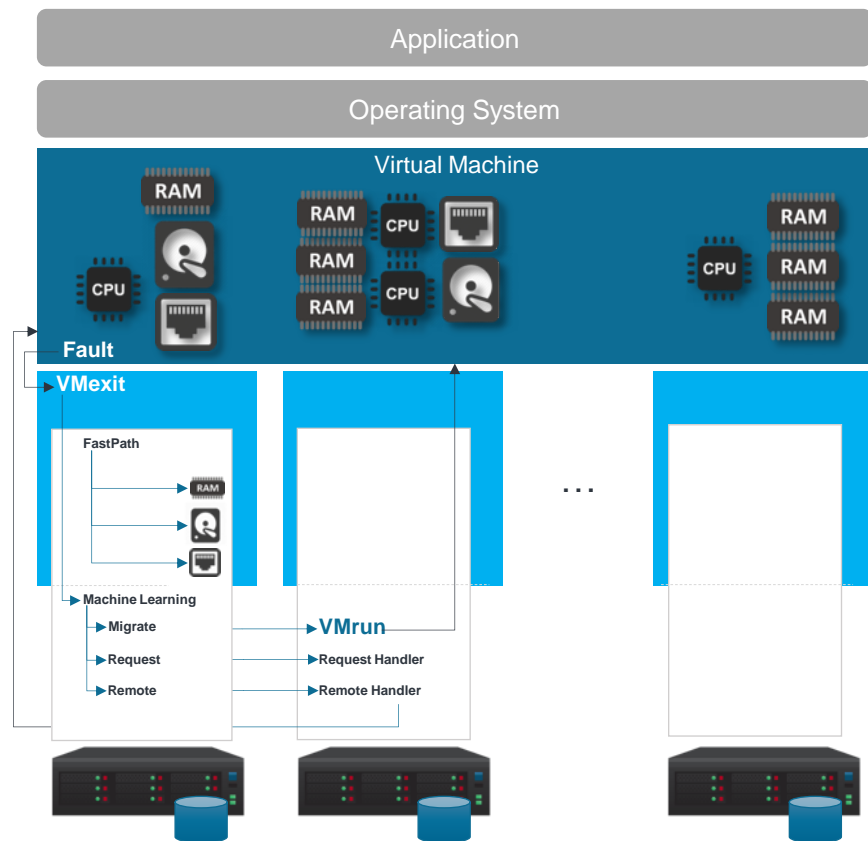 Application
Operating System
Virtual Machine
RAM
CPU
RAM
RAM
RAM
CPU
CPU
CPU
RAM
RAM
RAM
Fault
VMexit
FastPath
RAM
...
Machine Learning
Migrate
VMrun
Request
Request Handler
Remote
Remote Handler